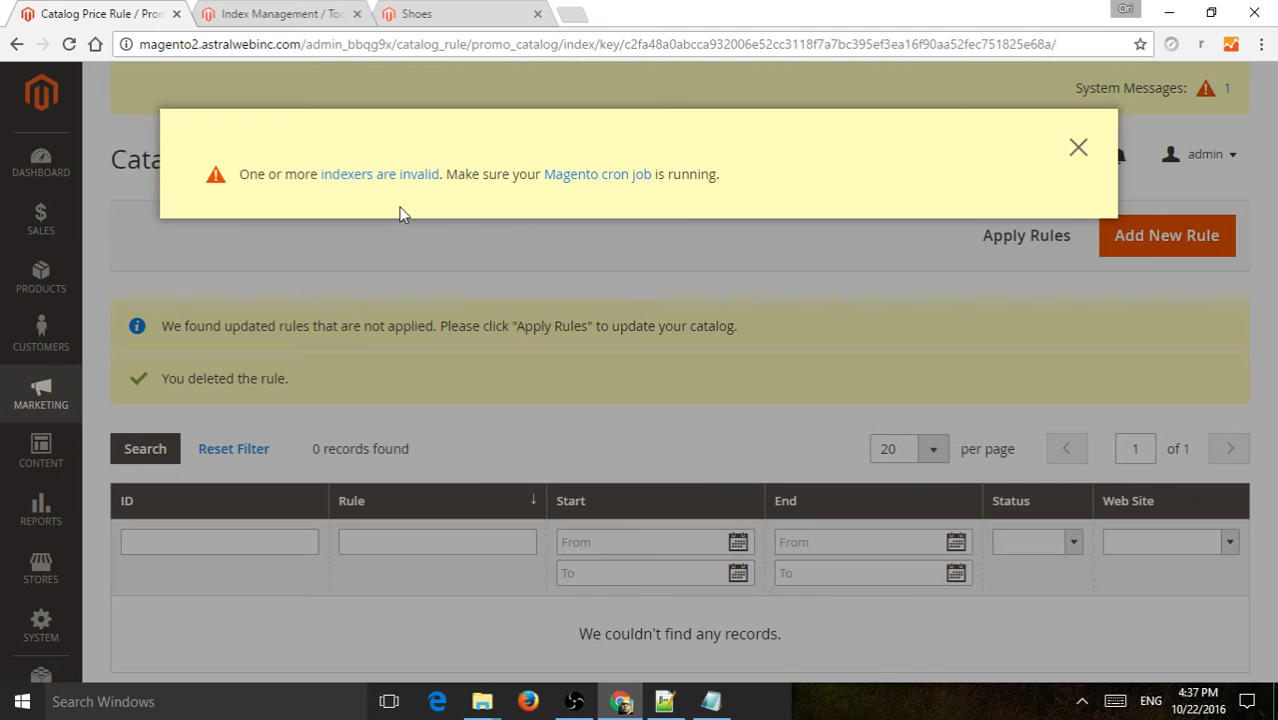 Catalog Price Rule / Pron
Index Management / Too
Shoes
Ori
magento2.astralwebinc.com/admin_bbqg9x/catalog_rule/promo_catalog/index/key/c2fa48a0abcca932006e52cc3118f7a7bc395ef3ea16f90aa52fec751825e68a/
System Messages: 1
One or more indexers are invalid. Make sure your Magento cron job is running.
Cata
admin
DASHBOARD
SALES
PRODUCTS
CUSTOMERS
MARKETING
CONTENT
REPORTS
STORES
SYSTEM
Apply Rules
Add New Rule
We found updated rules that are not applied. Please click "Apply Rules" to update your catalog.
You deleted the rule.
Search Reset Filter 0 records found 20 per page 1 of 1
ID Rule Start End Status Web Site
From From
To To
We couldn't find any records.
Search Windows
ENG
4:37 PM
10/22/2016